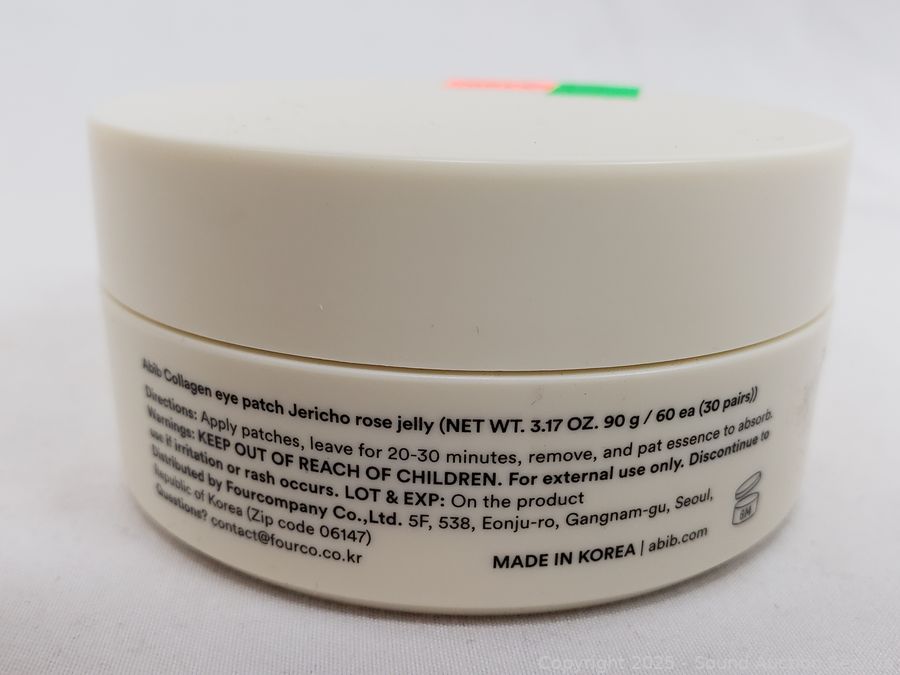 Abib Collagen eye patch Jericho rose jelly (NET WT. 3.17 OZ. 90 g / 60 ea (30 pairs))
Directions: Apply patches, leave for 20-30 minutes, remove, and pat essence to absorb.
Warnings: KEEP OUT OF REACH OF CHILDREN. For external use only. Discontinue to
use if irritation or rash occurs. LOT & EXP: On the product
Distributed by Fourcompany Co.,Ltd. 5F, 538, Eonju-ro, Gangnam-gu, Seoul,
Republic of Korea (Zip code 06147)
Questions? contact@fourco.co.kr
MADE IN KOREA | abib.com
6M
Copyright 2025 - Sound Auction Service